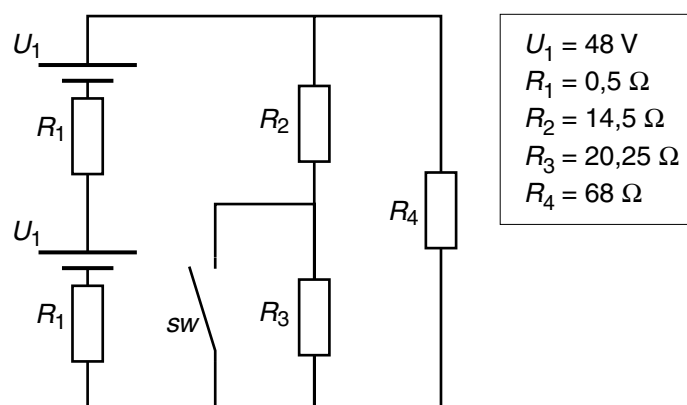 U1
R1
U1
R1
R2
R3
sw
R4
U1 = 48 V
R1 = 0,5 Ω
R2 = 14,5 Ω
R3 = 20,25 Ω
R4 = 68 Ω